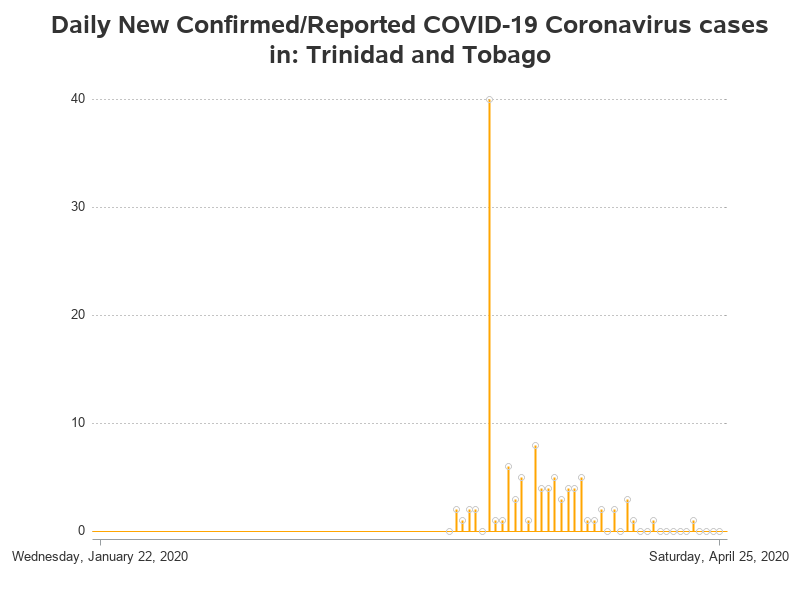 Daily New Confirmed/Reported COVID-19 Coronavirus cases
in: Trinidad and Tobago
40
30
20
10
0
Wednesday, January 22, 2020
Saturday, April 25, 2020